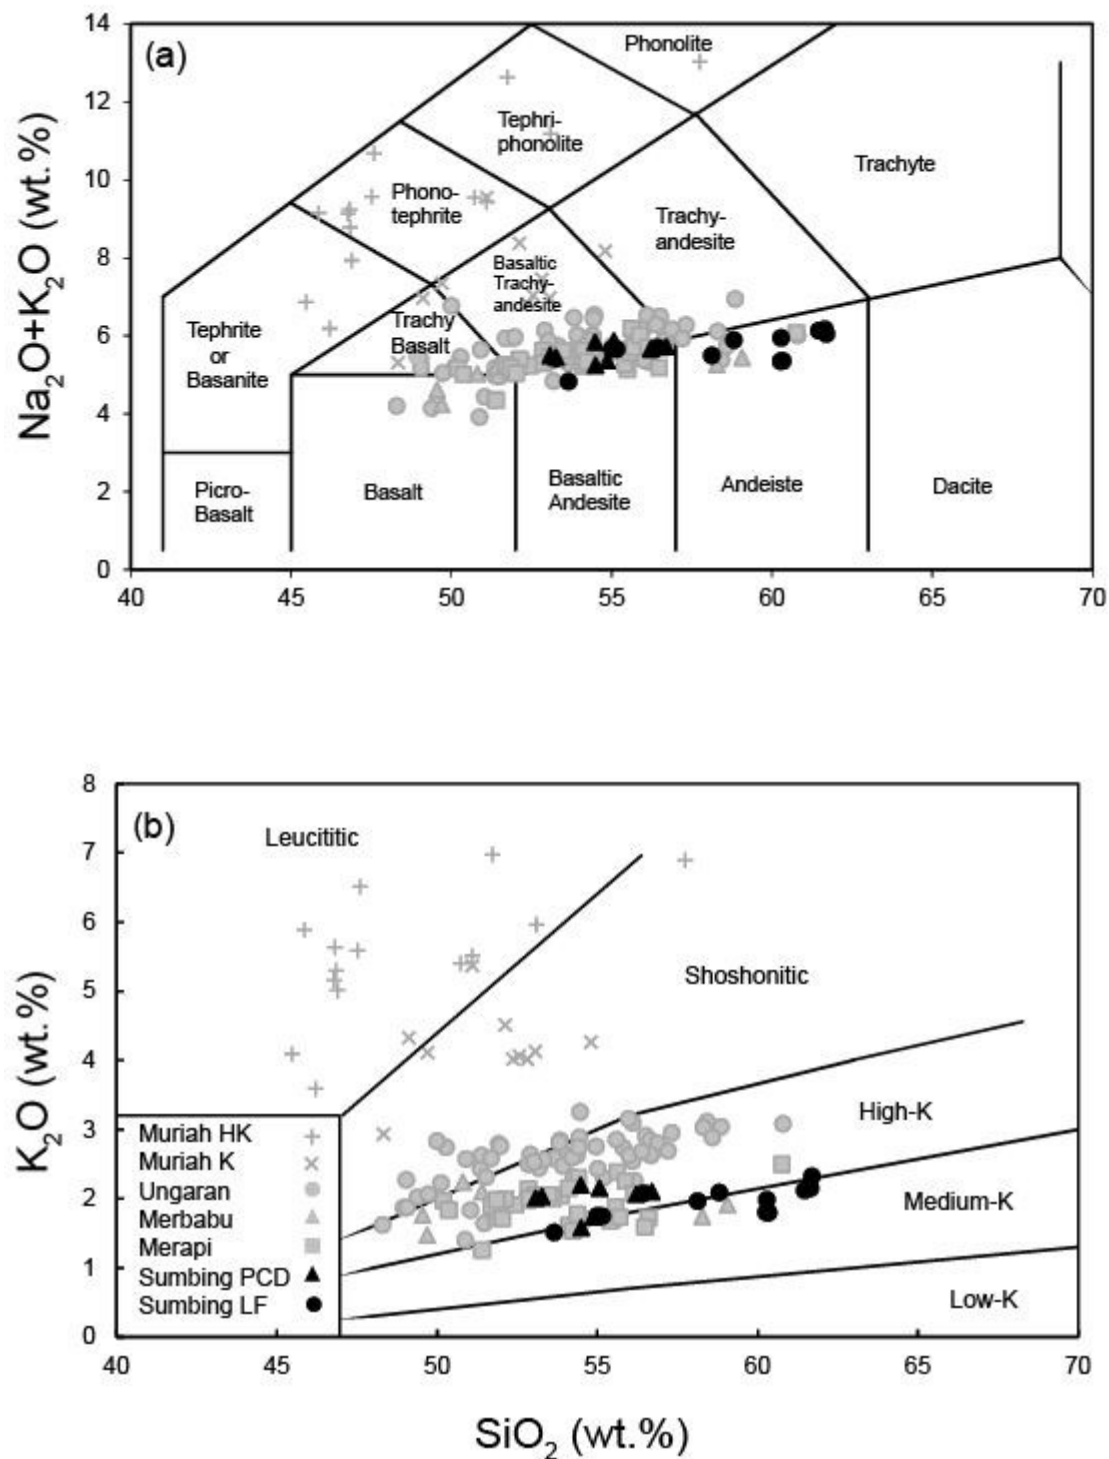 (a)
Na₂O+K₂O (wt.%)
14
12
10
8
6
4
2
0
Phonolite
Tephri-
phonolite
Trachyte
Phono-
tephrite
Trachy-
andesite
Basaltic
Trachy-
andesite
Tephrite
or
Basanite
Trachy
Basalt
Picro-
Basalt
Basalt
Basaltic
Andesite
Andeiste
Dacite
40 45 50 55 60 65 70
(b)
K₂O (wt.%)
8
7
6
5
4
3
2
1
0
Leucititic
Shoshonitic
High-K
Medium-K
Low-K
Muriah HK
Muriah K
Ungaran
Merbabu
Merapi
Sumbing PCD
Sumbing LF
40 45 50 55 60 65 70
SiO₂ (wt.%)